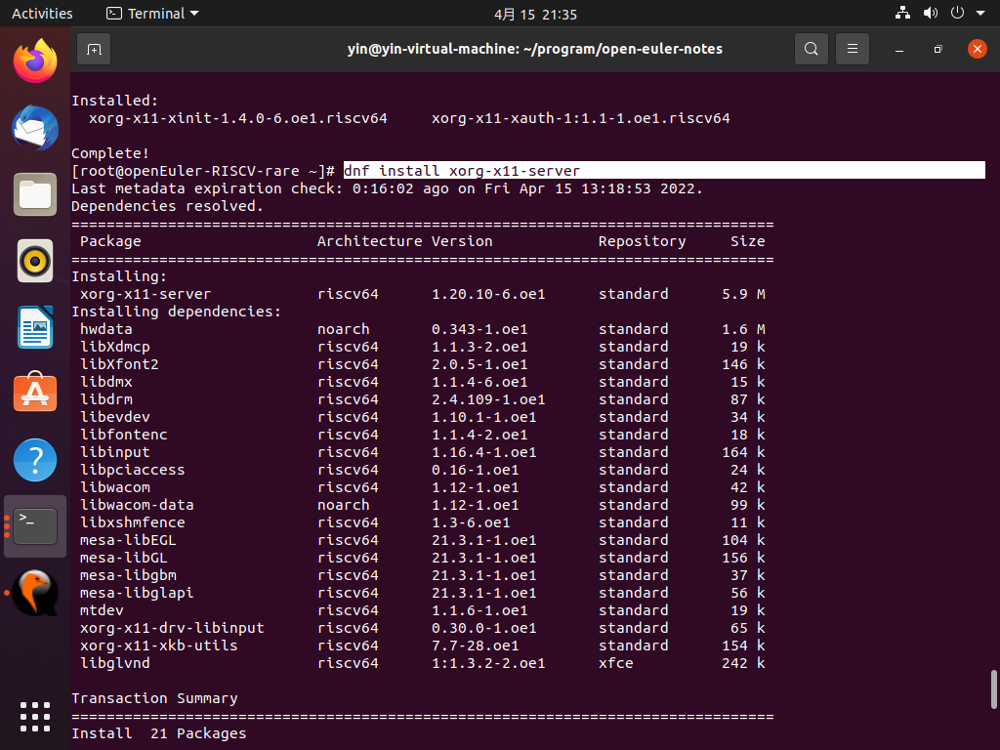 Activities Terminal 4月 15 21:35
yin@yin-virtual-machine: ~/program/open-euler-notes
Installed:
xorg-x11-xinit-1.4.0-6.oe1.riscv64 xorg-x11-xauth-1:1.1-1.oe1.riscv64
Complete!
[root@openEuler-RISCV-rare ~]# dnf install xorg-x11-server
Last metadata expiration check: 0:16:02 ago on Fri Apr 15 13:18:53 2022.
Dependencies resolved.
================================================================================
Package Architecture Version Repository Size
================================================================================
Installing:
xorg-x11-server riscv64 1.20.10-6.oe1 standard 5.9 M
Installing dependencies:
hwdata noarch 0.343-1.oe1 standard 1.6 M
libXdmcp riscv64 1.1.3-2.oe1 standard 19 k
libXfont2 riscv64 2.0.5-1.oe1 standard 146 k
libdmx riscv64 1.1.4-6.oe1 standard 15 k
libdrm riscv64 2.4.109-1.oe1 standard 87 k
libevdev riscv64 1.10.1-1.oe1 standard 34 k
libfontenc riscv64 1.1.4-2.oe1 standard 18 k
libinput riscv64 1.16.4-1.oe1 standard 164 k
libpciaccess riscv64 0.16-1.oe1 standard 24 k
libwacom riscv64 1.12-1.oe1 standard 42 k
libwacom-data noarch 1.12-1.oe1 standard 99 k
libxshmfence riscv64 1.3-6.oe1 standard 11 k
mesa-libEGL riscv64 21.3.1-1.oe1 standard 104 k
mesa-libGL riscv64 21.3.1-1.oe1 standard 156 k
mesa-libgbm riscv64 21.3.1-1.oe1 standard 37 k
mesa-libglapi riscv64 21.3.1-1.oe1 standard 56 k
mtdev riscv64 1.1.6-1.oe1 standard 19 k
xorg-x11-drv-libinput riscv64 0.30.0-1.oe1 standard 65 k
xorg-x11-xkb-utils riscv64 7.7-28.oe1 standard 154 k
libglvnd riscv64 1:1.3.2-2.oe1 xfce 242 k
Transaction Summary
================================================================================
Install 21 Packages